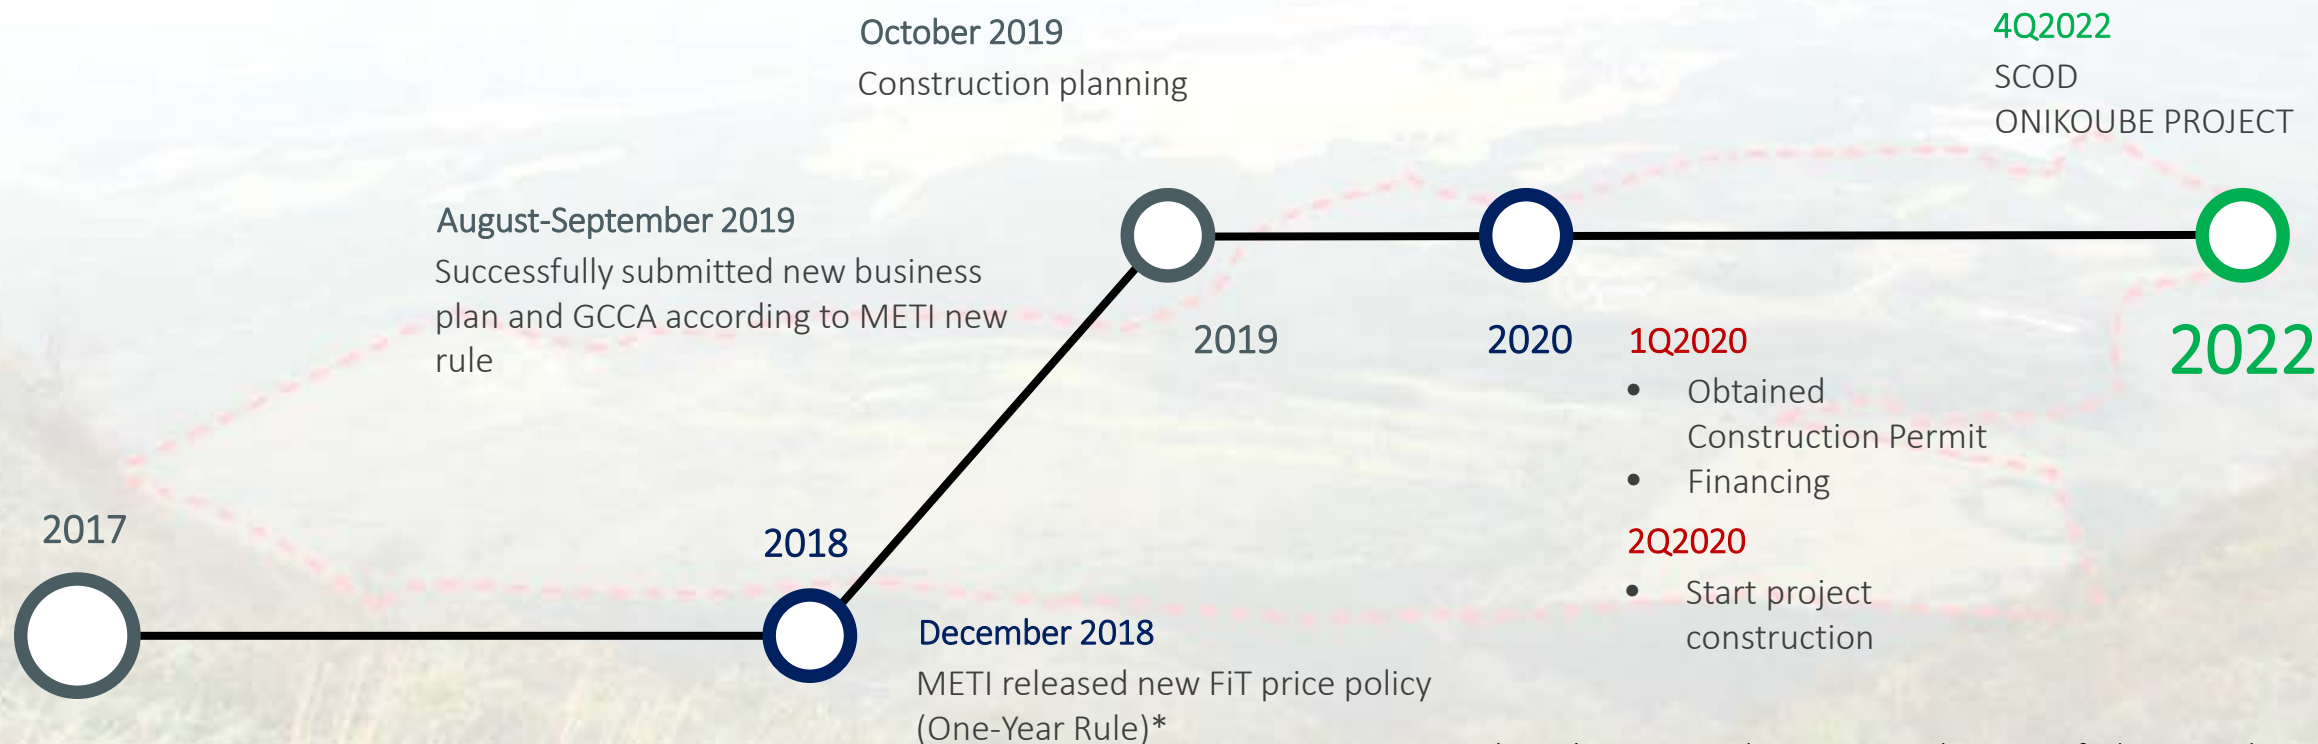 October 2019
Construction planning
4Q2022
SCOD
ONIKOUBE PROJECT
August-September 2019
Successfully submitted new business
plan and GCCA according to METI new
rule
2019
2020
2022
1Q2020
• Obtained
Construction Permit
• Financing
2Q2020
• Start project
construction
2017
2018
December 2018
METI released new FiT price policy
(One-Year Rule)*